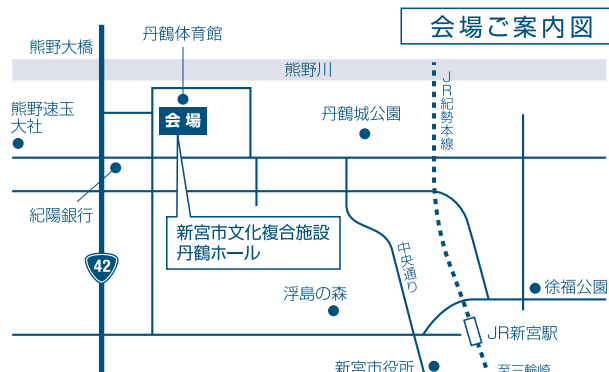 会場ご案内図
丹鶴体育館
熊野大橋
熊野川
JR紀勢本線
熊野速玉
大社
会場
丹鶴城公園
紀陽銀行
新宮市文化複合施設
丹鶴ホール
42
中央通り
浮島の森
徐福公園
JR新宮駅
新宮市役所
至三輪崎